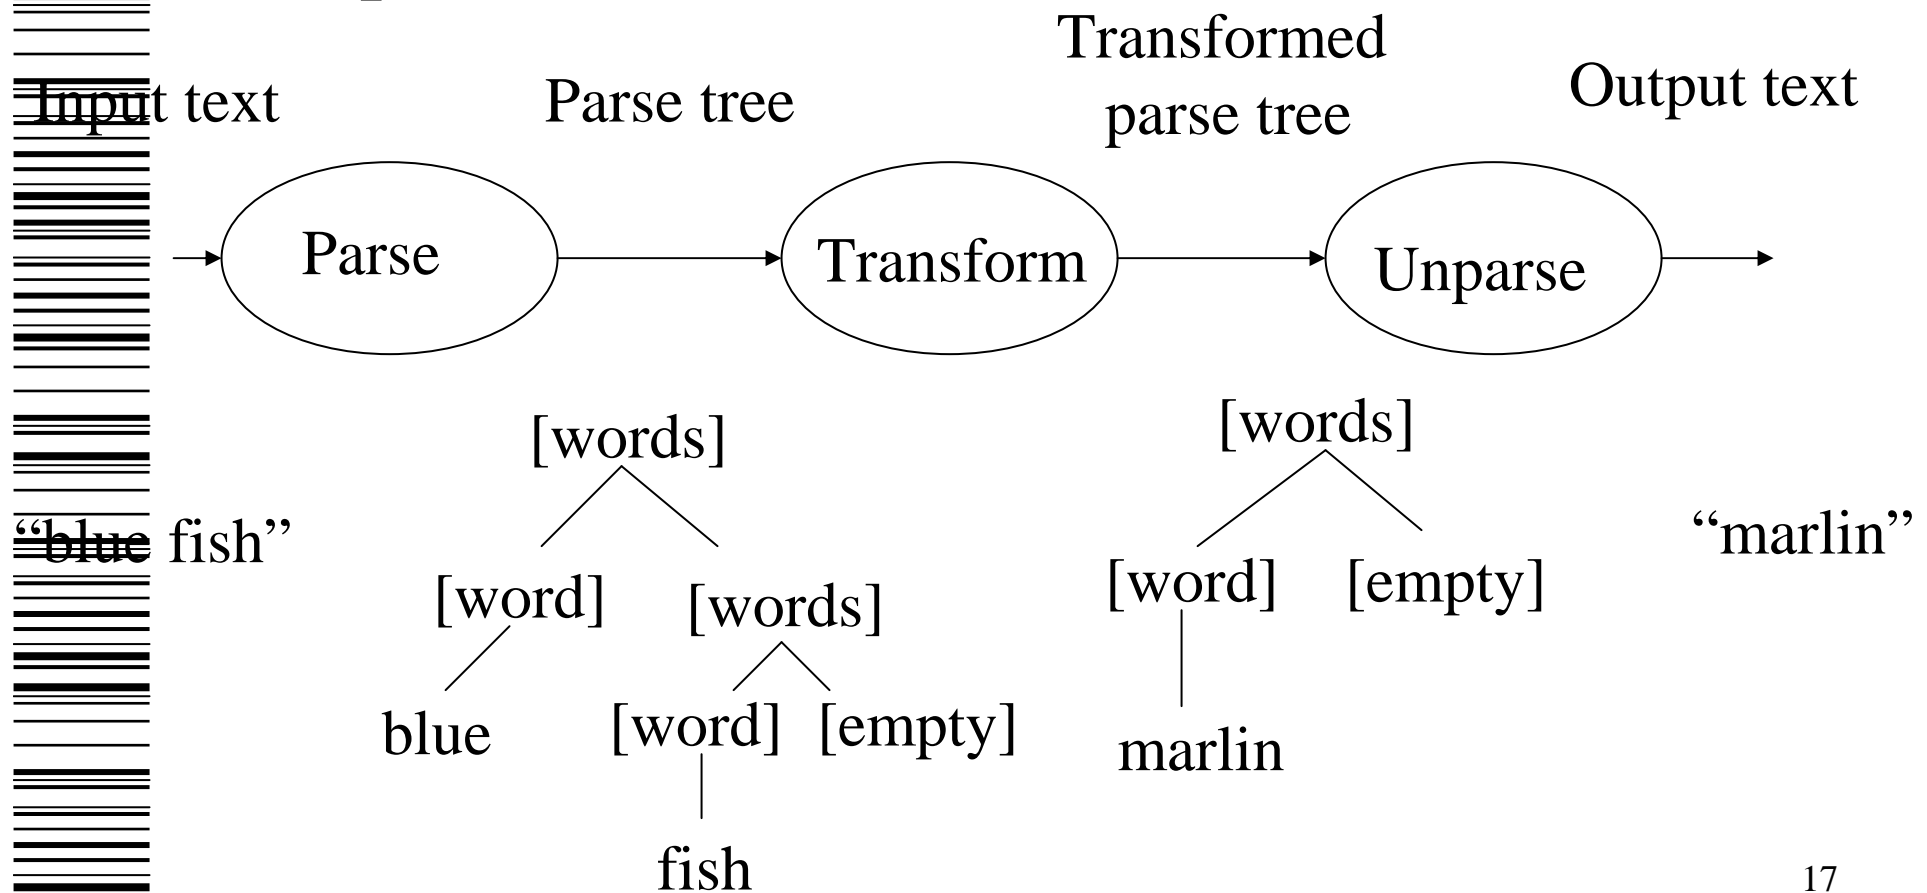 Transformed
Input text Parse tree parse tree Output text
Parse Transform Unparse
[words] [words]
“blue fish” “marlin”
[word] [words] [word] [empty]
blue [word] [empty] marlin
fish
17